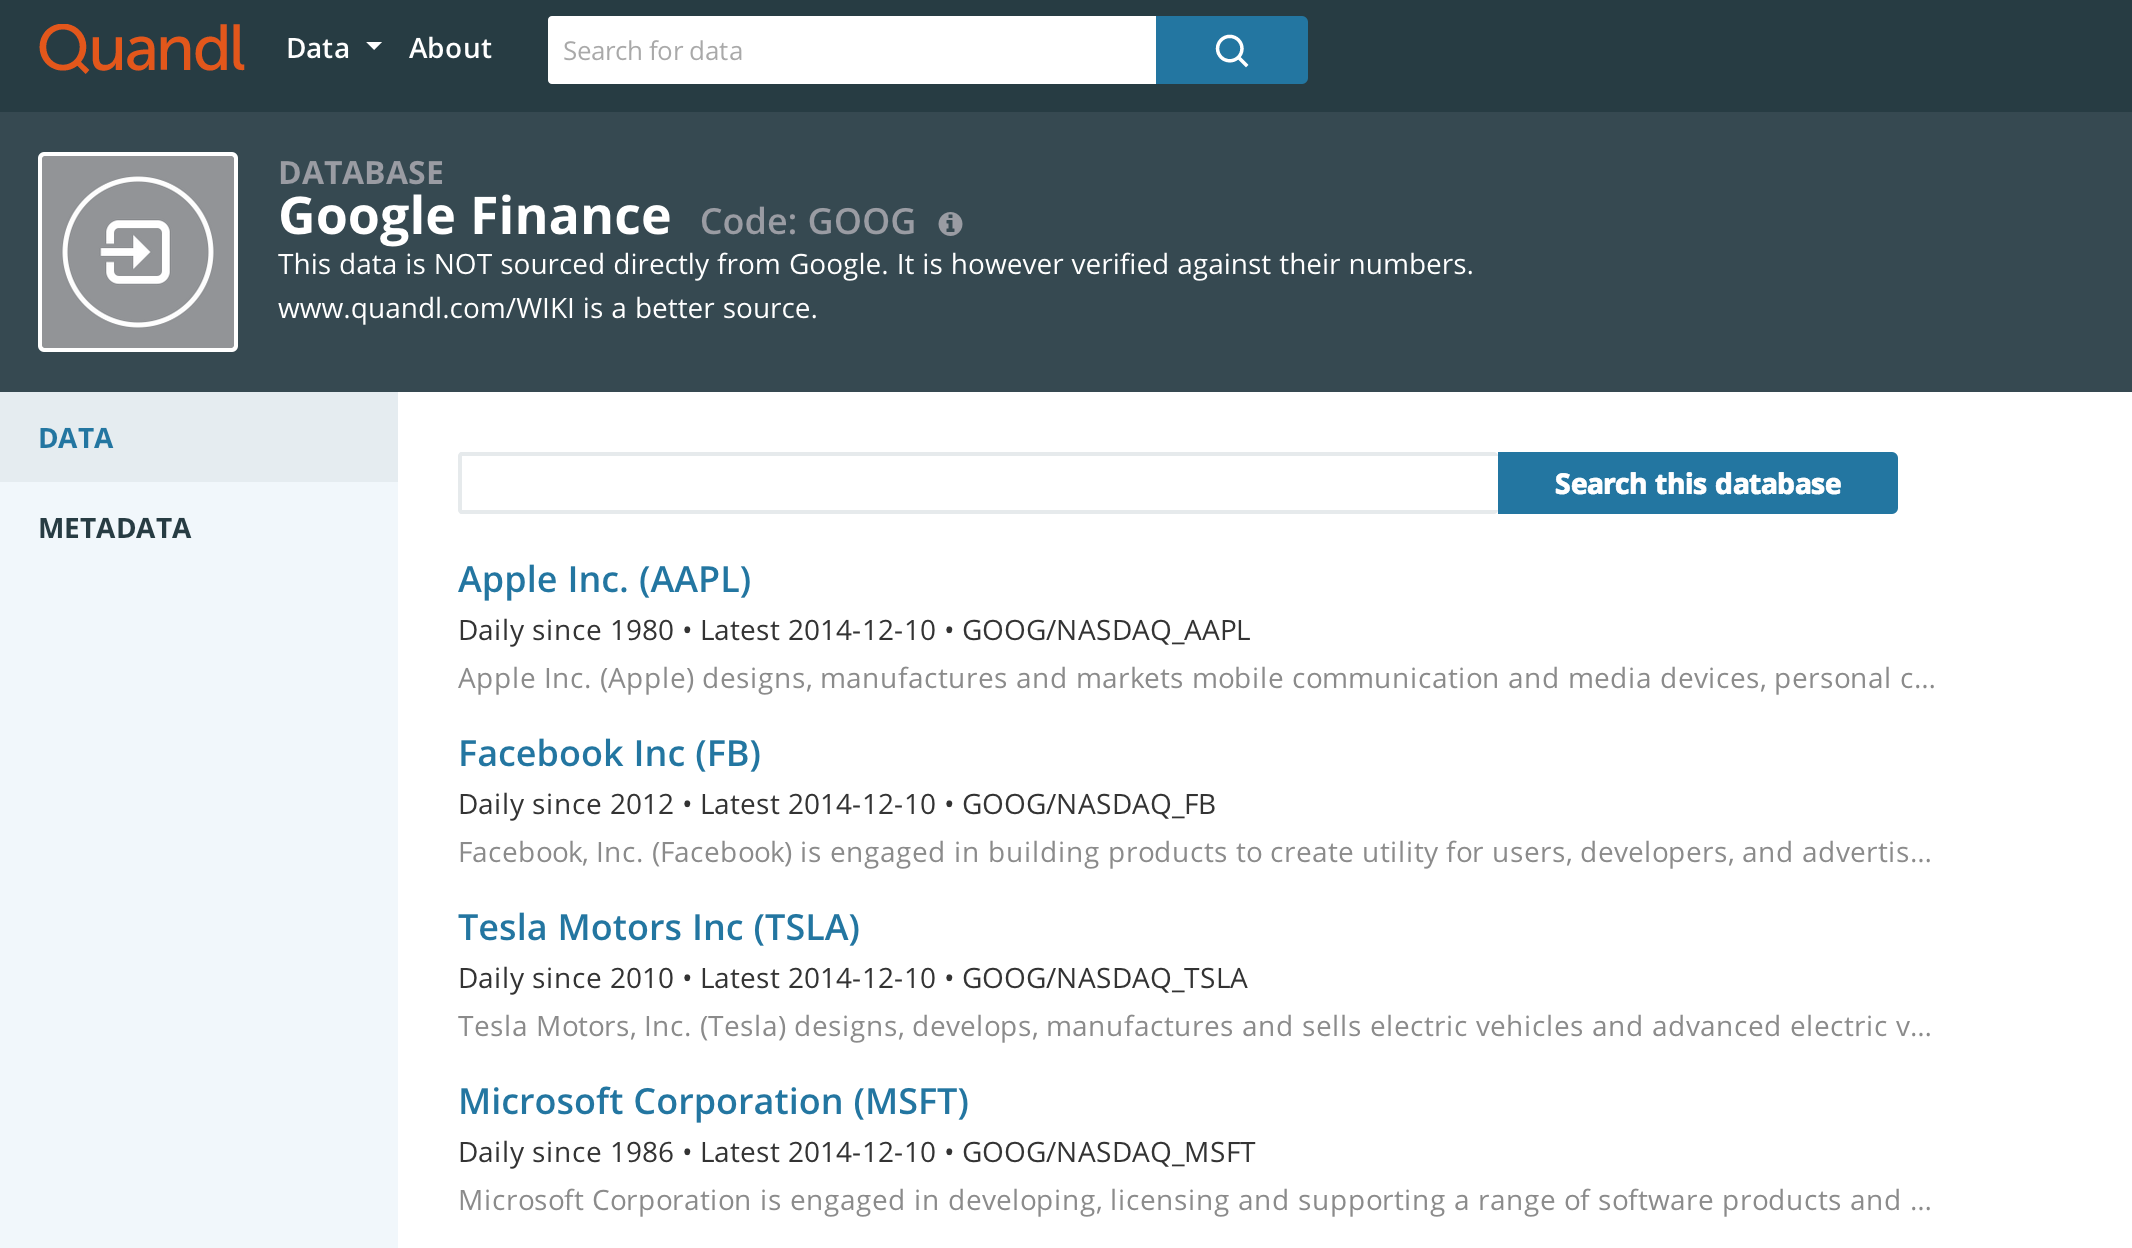 Quandl Data About Search for data
DATABASE
Google Finance Code: GOOG
This data is NOT sourced directly from Google. It is however verified against their numbers.
www.quandl.com/WIKI is a better source.
DATA
METADATA
Search this database
Apple Inc. (AAPL)
Daily since 1980 • Latest 2014-12-10 • GOOG/NASDAQ_AAPL
Apple Inc. (Apple) designs, manufactures and markets mobile communication and media devices, personal c...
Facebook Inc (FB)
Daily since 2012 • Latest 2014-12-10 • GOOG/NASDAQ_FB
Facebook, Inc. (Facebook) is engaged in building products to create utility for users, developers, and advertis...
Tesla Motors Inc (TSLA)
Daily since 2010 • Latest 2014-12-10 • GOOG/NASDAQ_TSLA
Tesla Motors, Inc. (Tesla) designs, develops, manufactures and sells electric vehicles and advanced electric v...
Microsoft Corporation (MSFT)
Daily since 1986 • Latest 2014-12-10 • GOOG/NASDAQ_MSFT
Microsoft Corporation is engaged in developing, licensing and supporting a range of software products and ...